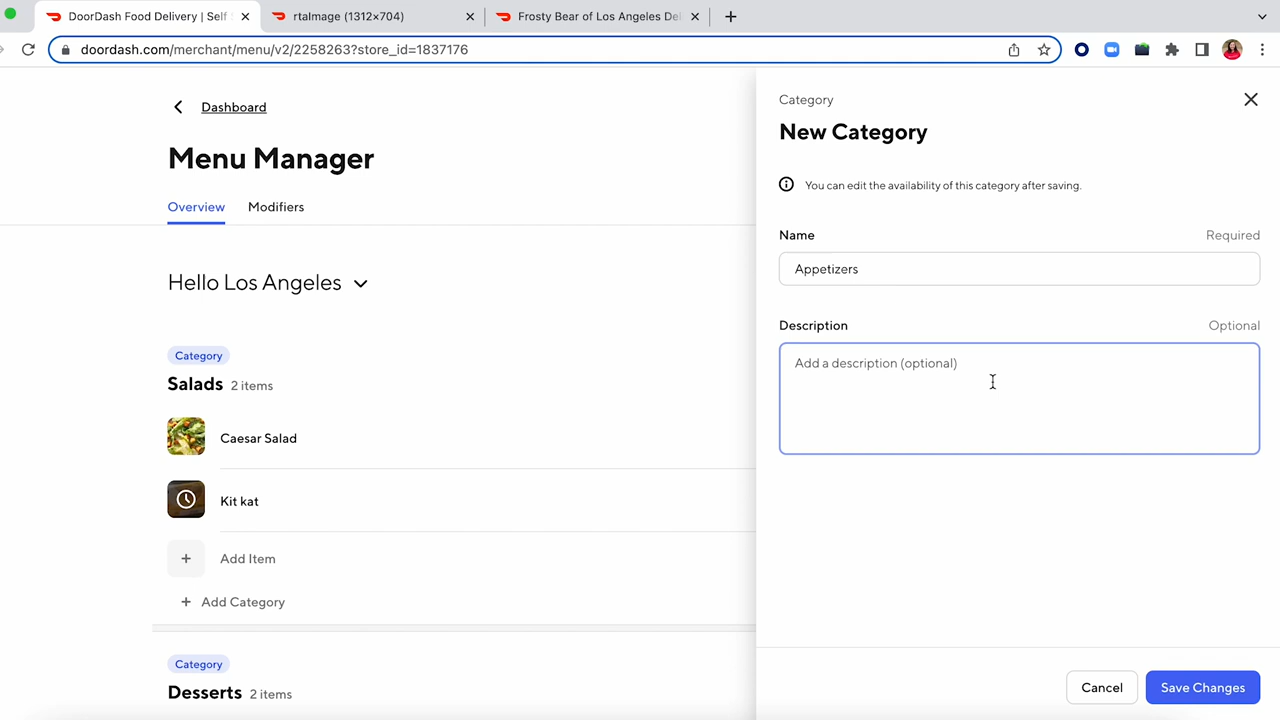 DoorDash Food Delivery | Self
rtaImage (1312×704)
Frosty Bear of Los Angeles Del
doordash.com/merchant/menu/v2/2258263?store_id=1837176
Dashboard
Menu Manager
Overview
Modifiers
Hello Los Angeles
Category
Salads 2 items
Caesar Salad
Kit kat
+ Add Item
+ Add Category
Category
Desserts 2 items
Category
New Category
You can edit the availability of this category after saving.
Name Required
Appetizers
Description Optional
Add a description (optional)
Cancel
Save Changes